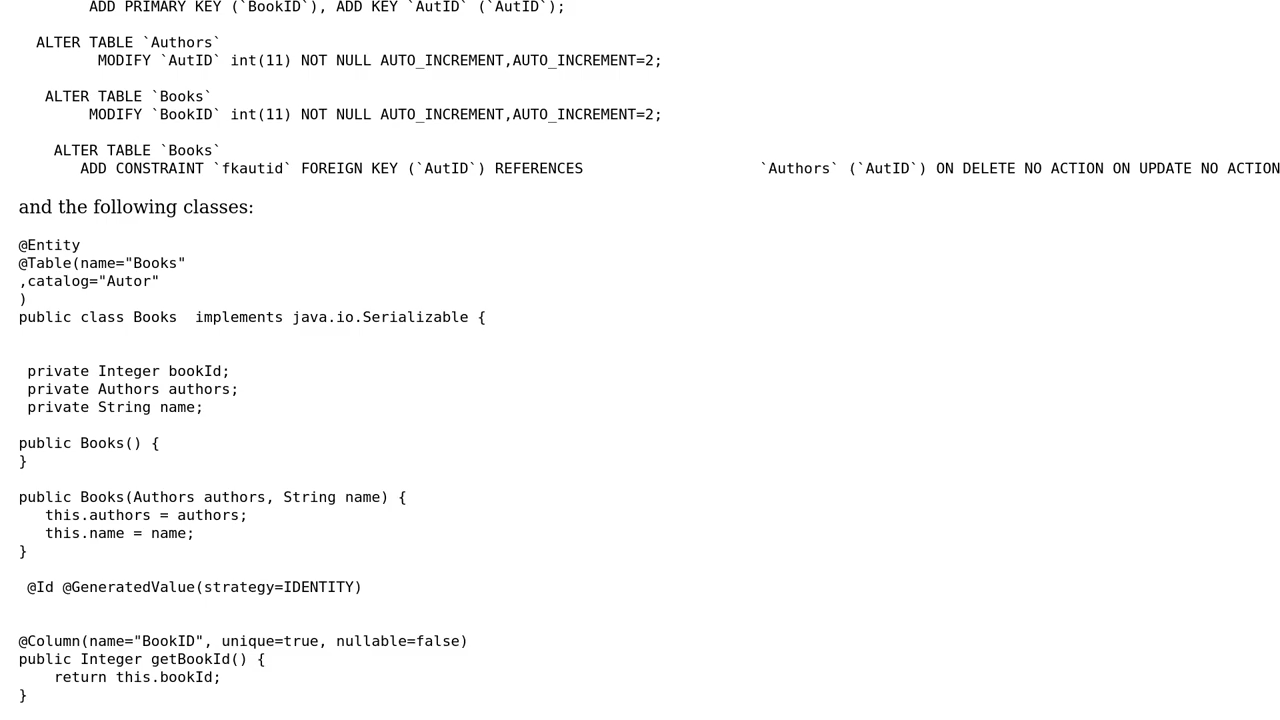 ADD PRIMARY KEY (`BookID`), ADD KEY `AutID` (`AutID`);
ALTER TABLE `Authors`
MODIFY `AutID` int(11) NOT NULL AUTO_INCREMENT,AUTO_INCREMENT=2;
ALTER TABLE `Books`
MODIFY `BookID` int(11) NOT NULL AUTO_INCREMENT,AUTO_INCREMENT=2;
ALTER TABLE `Books`
ADD CONSTRAINT `fkautid` FOREIGN KEY (`AutID`) REFERENCES `Authors` (`AutID`) ON DELETE NO ACTION ON UPDATE NO ACTION
and the following classes:
@Entity
@Table(name="Books"
,catalog="Autor"
)
public class Books  implements java.io.Serializable {
private Integer bookId;
private Authors authors;
private String name;
public Books() {
}
public Books(Authors authors, String name) {
this.authors = authors;
this.name = name;
}
@Id @GeneratedValue(strategy=IDENTITY)
@Column(name="BookID", unique=true, nullable=false)
public Integer getBookId() {
return this.bookId;
}